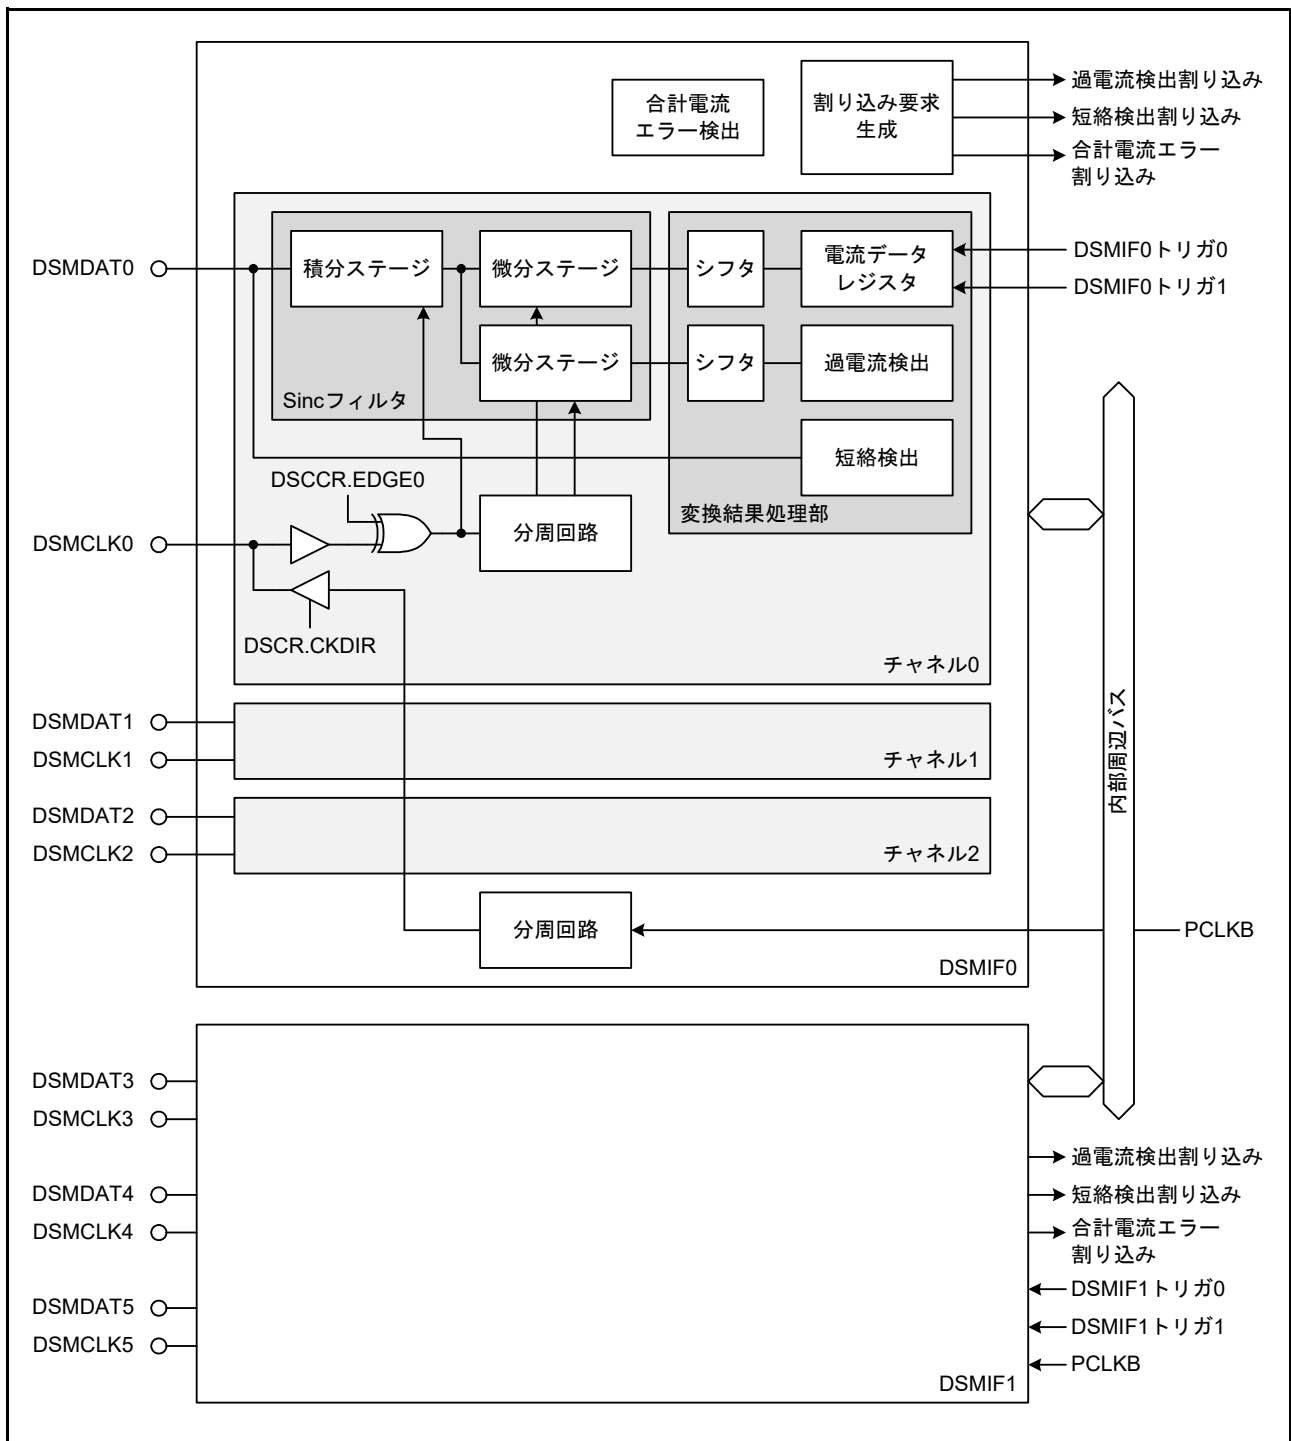 合計電流
エラー検出
割り込み要求
生成
過電流検出割り込み
短絡検出割り込み
合計電流エラー
割り込み
DSMDAT0
積分ステージ
微分ステージ
シフタ
電流データ
レジスタ
DSMIF0トリガ0
DSMIF0トリガ1
微分ステージ
シフタ
過電流検出
Sincフィルタ
短絡検出
DSCCR.EDGE0
変換結果処理部
DSMCLK0
分周回路
DSCR.CKDIR
チャネル0
内部周辺バス
DSMDAT1
DSMCLK1
チャネル1
DSMDAT2
DSMCLK2
チャネル2
分周回路
PCLKB
DSMIF0
DSMDAT3
DSMCLK3
過電流検出割り込み
DSMDAT4
短絡検出割り込み
DSMCLK4
合計電流エラー
割り込み
DSMIF1トリガ0
DSMDAT5
DSMIF1トリガ1
DSMCLK5
PCLKB
DSMIF1